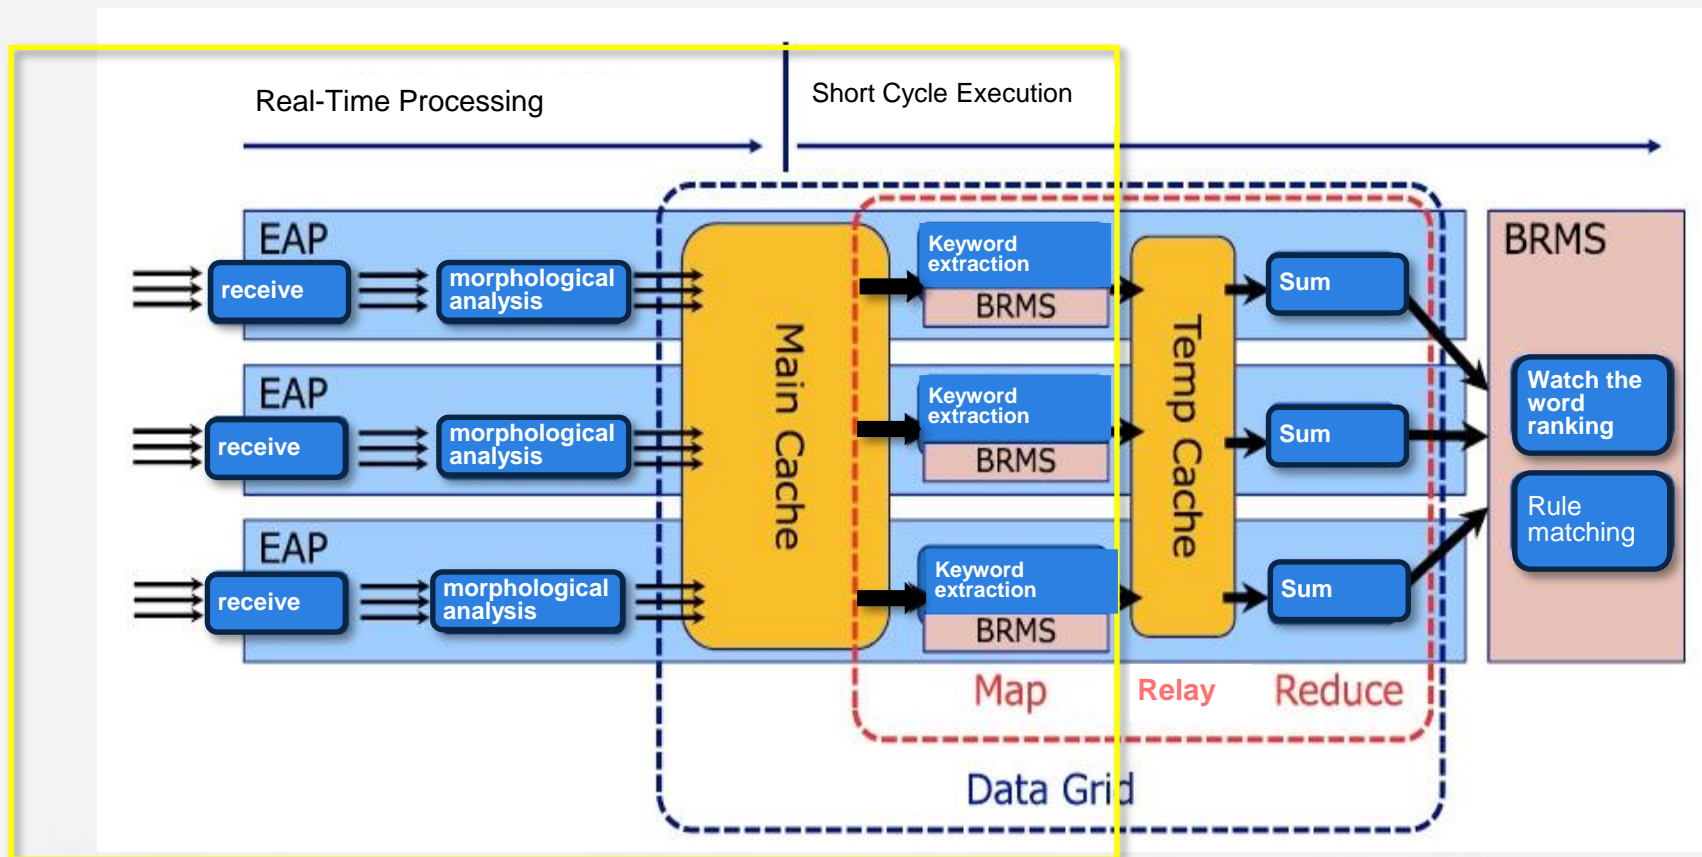 Real-Time Processing
Short Cycle Execution
EAP
receive
morphological
analysis
Keyword
extraction
BRMS
Sum
EAP
receive
morphological
analysis
Keyword
extraction
BRMS
Sum
EAP
receive
morphological
analysis
Keyword
extraction
BRMS
Sum
Main Cache
Temp Cache
BRMS
Watch the
word
ranking
Rule
matching
Map
Relay
Reduce
Data Grid